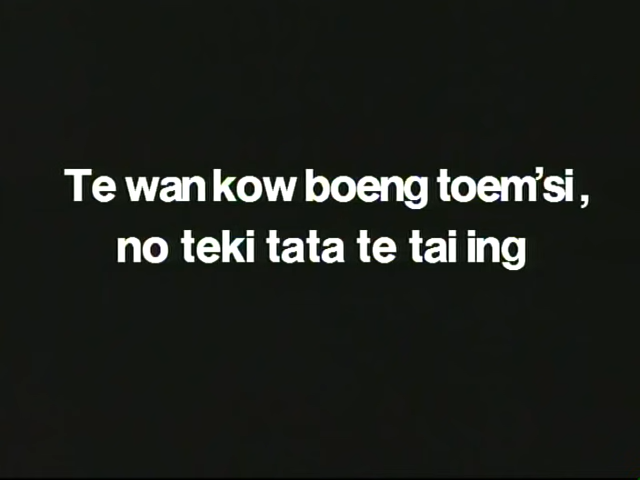 Te wan kow boeng toem'si,
no teki tata te tai ing